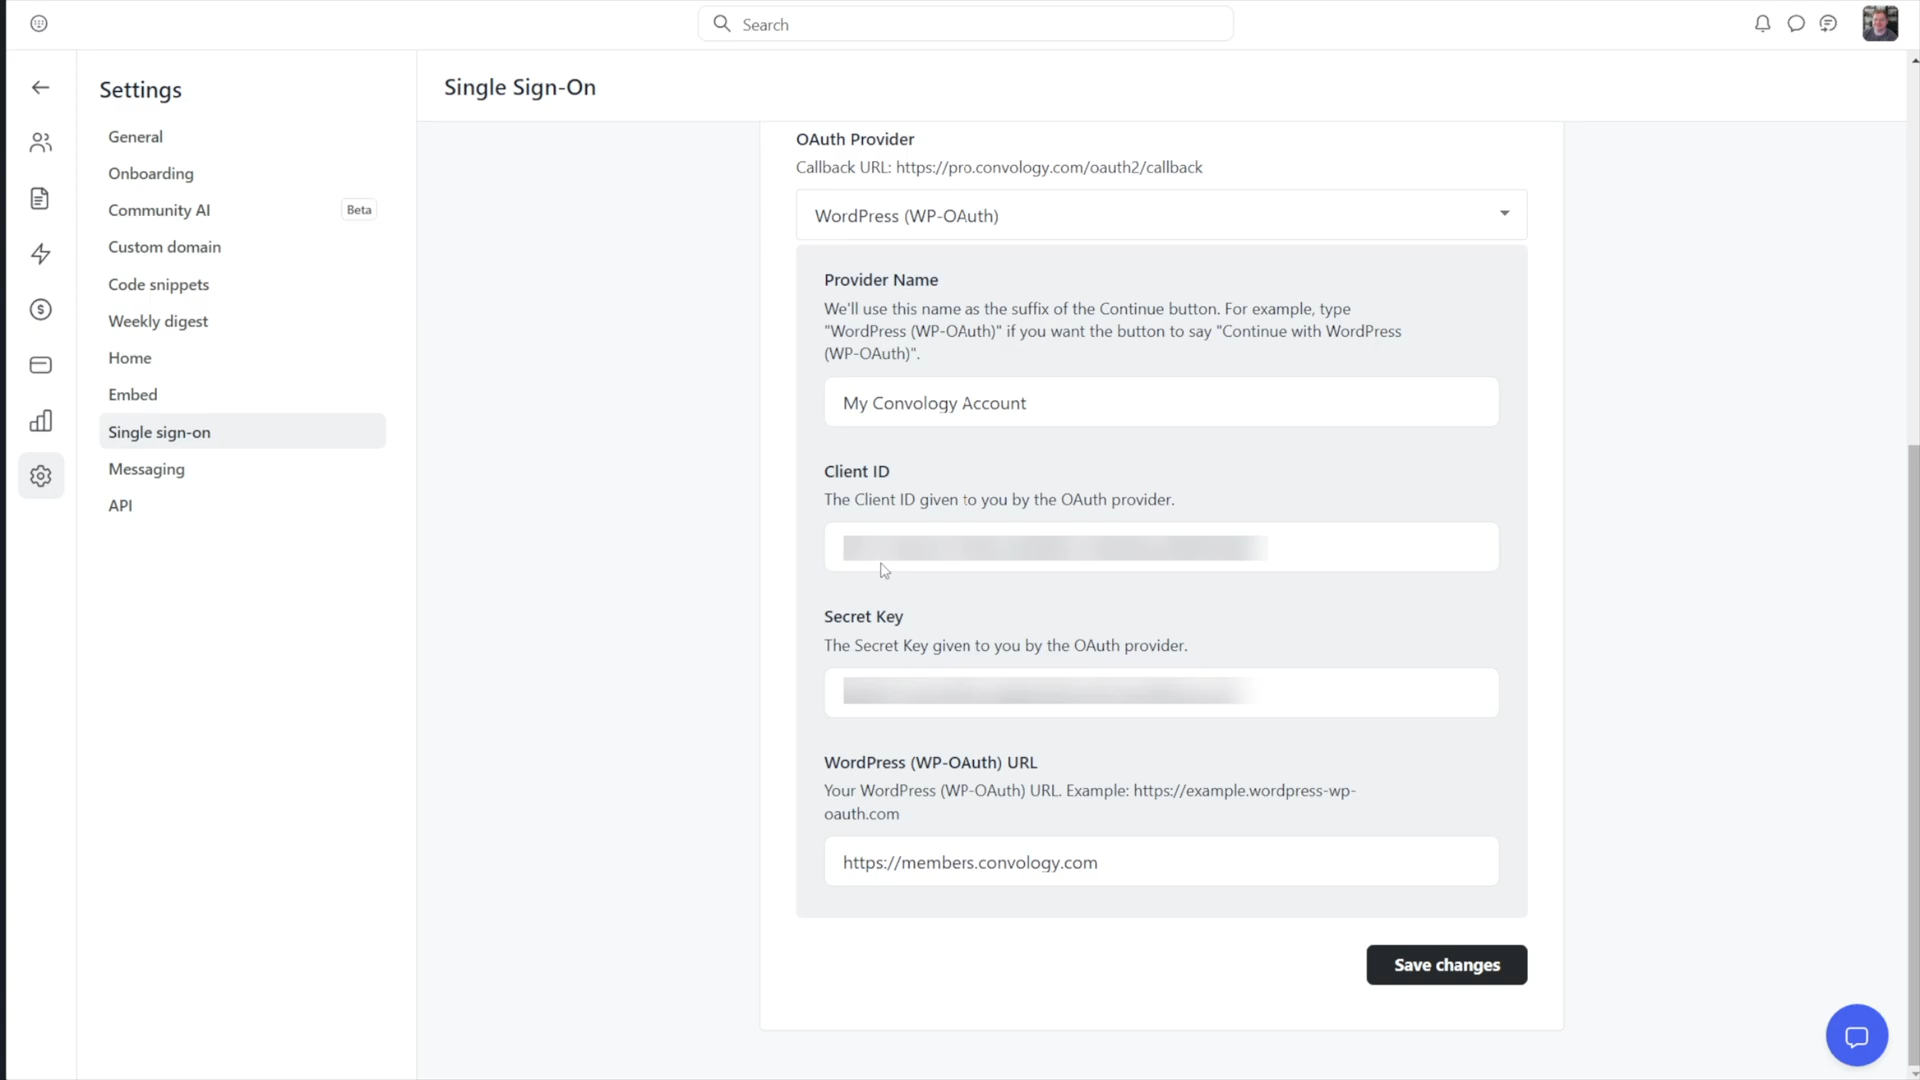 Search
Settings
General
Onboarding
Community AI
Beta
Custom domain
Code snippets
Weekly digest
Home
Embed
Single sign-on
Messaging
API
Single Sign-On
OAuth Provider
Callback URL: https://pro.convology.com/oauth2/callback
WordPress (WP-OAuth)
Provider Name
We'll use this name as the suffix of the Continue button. For example, type
"WordPress (WP-OAuth)" if you want the button to say "Continue with WordPress
(WP-OAuth)".
My Convology Account
Client ID
The Client ID given to you by the OAuth provider.
Secret Key
The Secret Key given to you by the OAuth provider.
WordPress (WP-OAuth) URL
Your WordPress (WP-OAuth) URL. Example: https://example.wordpress-wp-
oauth.com
https://members.convology.com
Save changes